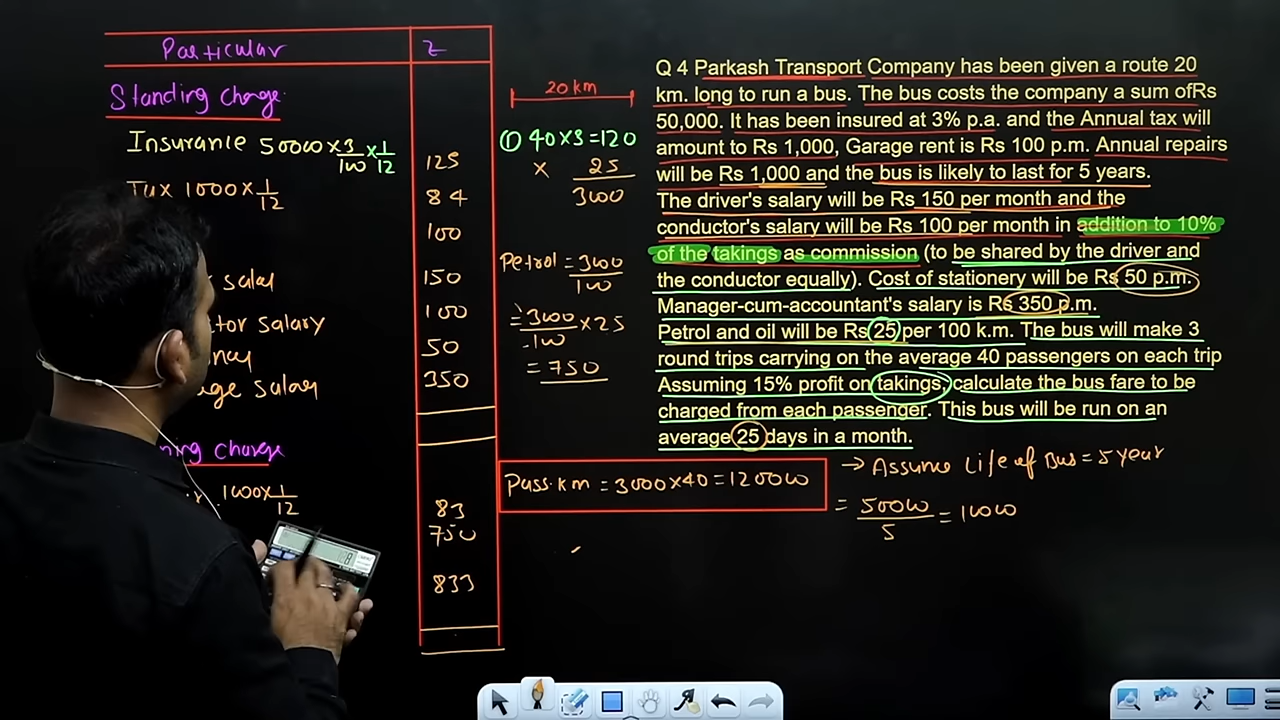 Particular ₹
Standing charge
Insurance 50000 × 3/100 × 1/12 125
Tax 1000 × 1/12 84
100
salary 150
tor salary 100
50
ge salary 350
ning charge
1000 × 1/12 83
750
833
20 km
① 40×3=120
× 25
3000
Petrol = 3000/100
= 3000/100 × 25
= 750
Pass. km = 3000×40 = 120000
Q 4 Parkash Transport Company has been given a route 20
km. long to run a bus. The bus costs the company a sum ofRs
50,000. It has been insured at 3% p.a. and the Annual tax will
amount to Rs 1,000, Garage rent is Rs 100 p.m. Annual repairs
will be Rs 1,000 and the bus is likely to last for 5 years.
The driver's salary will be Rs 150 per month and the
conductor's salary will be Rs 100 per month in addition to 10%
of the takings as commission (to be shared by the driver and
the conductor equally). Cost of stationery will be Rs 50 p.m.
Manager-cum-accountant's salary is Rs 350 p.m.
Petrol and oil will be Rs 25 per 100 k.m. The bus will make 3
round trips carrying on the average 40 passengers on each trip
Assuming 15% profit on takings, calculate the bus fare to be
charged from each passenger. This bus will be run on an
average 25 days in a month.
→ Assume Life of Bus = 5 year
= 50000/5 = 10000